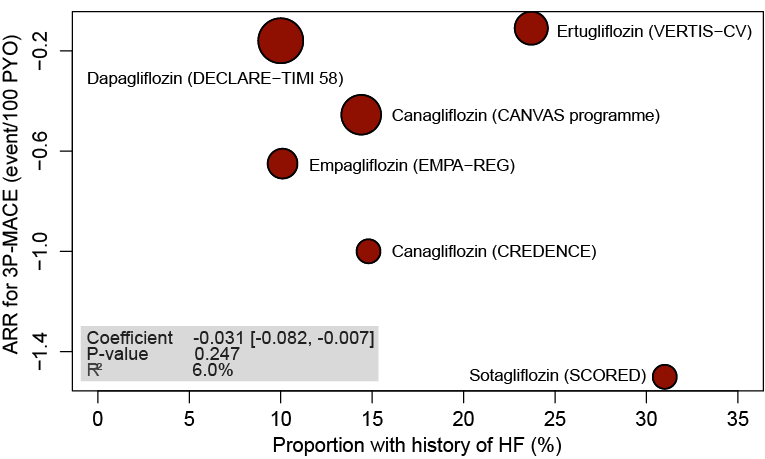 ARR for 3P-MACE (event/100 PYO)
−0.2
−0.6
−1.0
−1.4
Ertugliflozin (VERTIS−CV)
Dapagliflozin (DECLARE−TIMI 58)
Canagliflozin (CANVAS programme)
Empagliflozin (EMPA−REG)
Canagliflozin (CREDENCE)
Coefficient -0.031 [-0.082, -0.007]
P-value 0.247
R² 6.0%
Sotagliflozin (SCORED)
0 5 10 15 20 25 30 35
Proportion with history of HF (%)